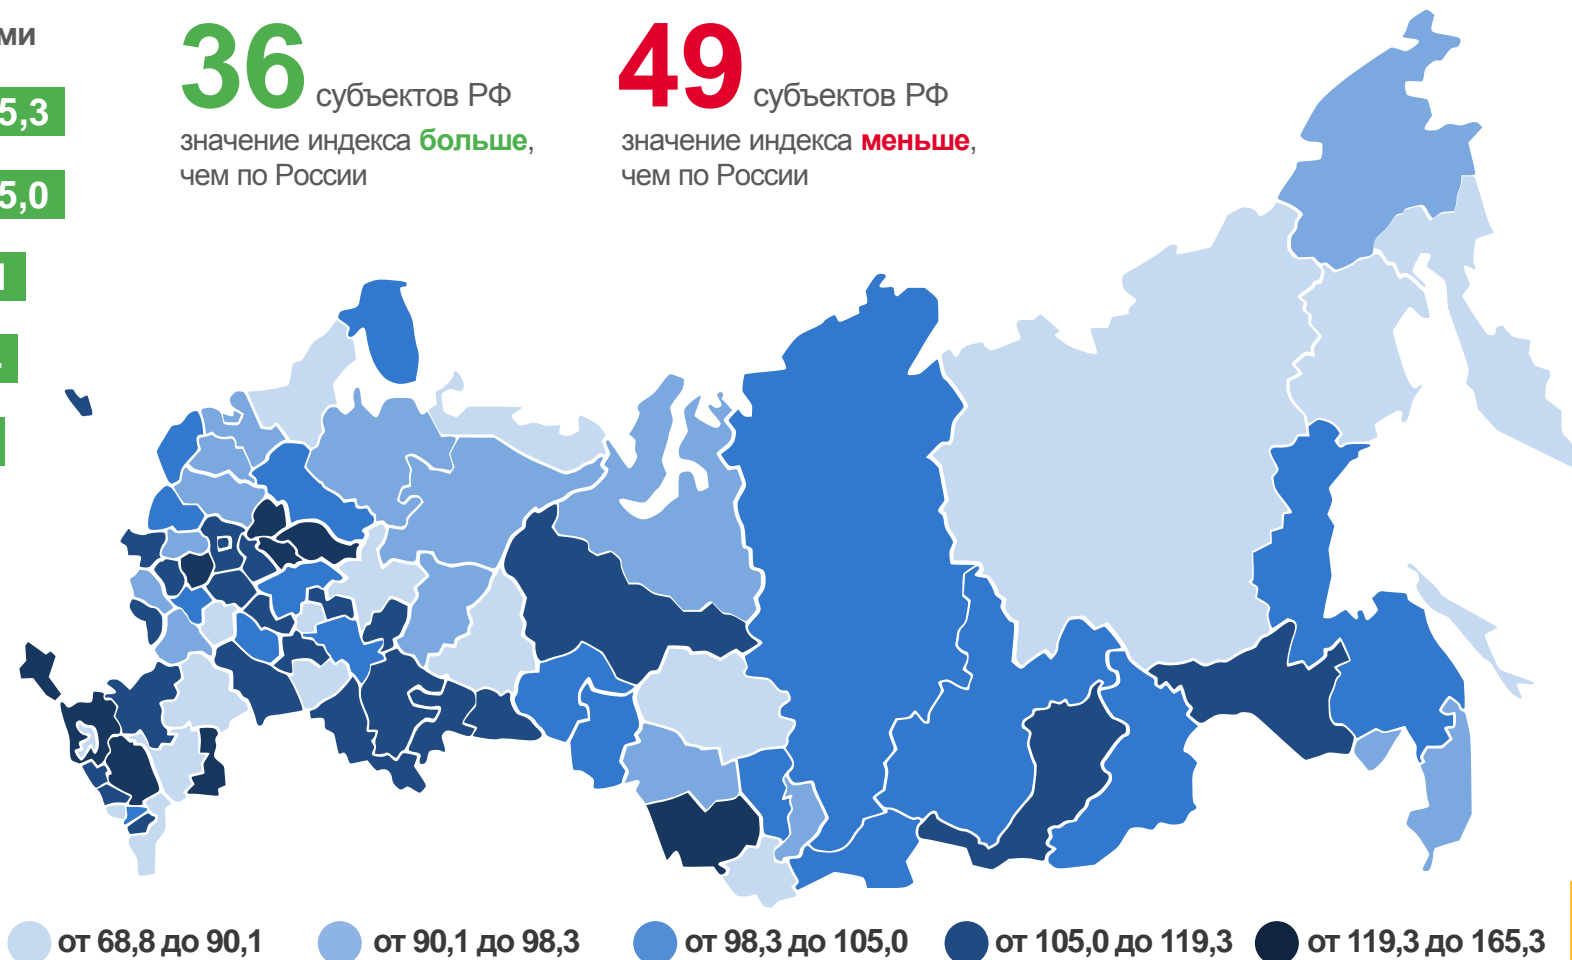 ми
5,3
5,0
36 субъектов РФ
значение индекса больше,
чем по России
49 субъектов РФ
значение индекса меньше,
чем по России
от 68,8 до 90,1
от 90,1 до 98,3
от 98,3 до 105,0
от 105,0 до 119,3
от 119,3 до 165,3